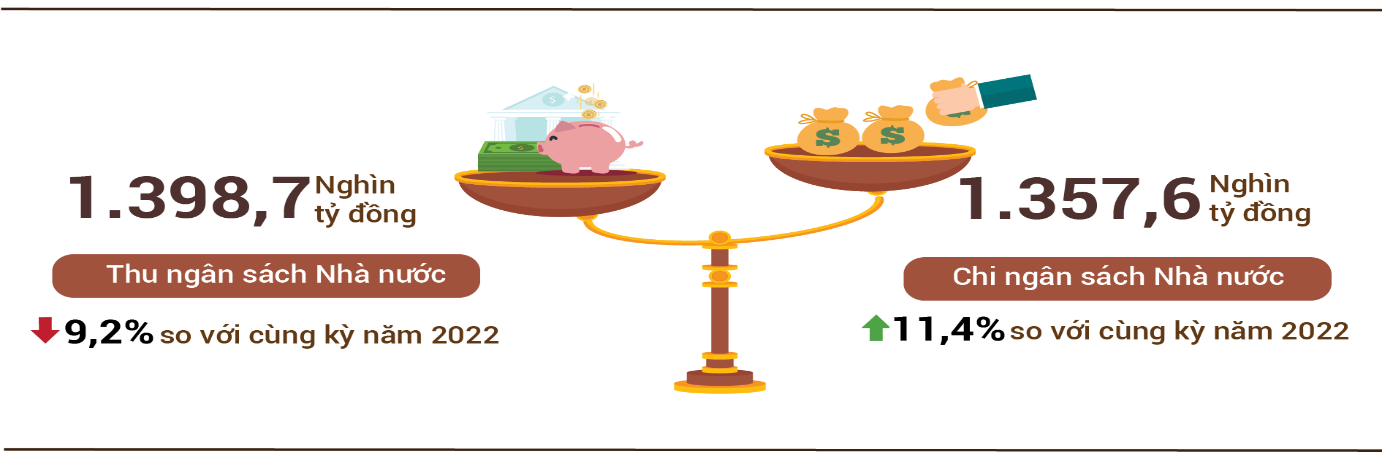 1.398,7 Nghìn
tỷ đồng
Thu ngân sách Nhà nước
9,2% so với cùng kỳ năm 2022
1.357,6 Nghìn
tỷ đồng
Chi ngân sách Nhà nước
11,4% so với cùng kỳ năm 2022